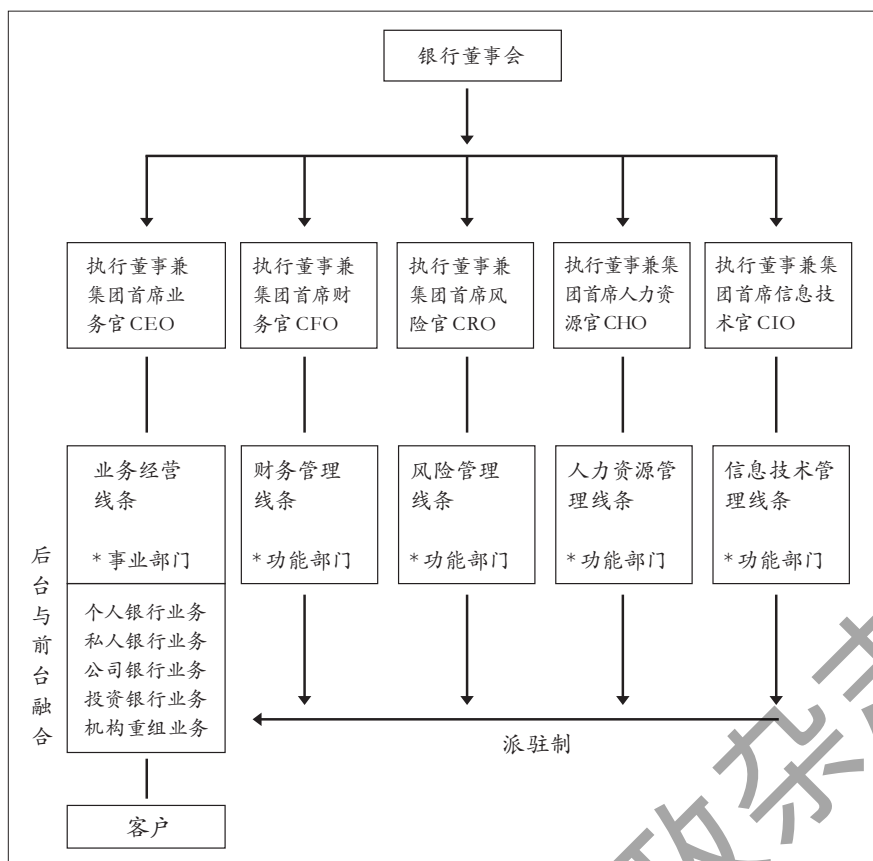 银行董事会
执行董事兼
集团首席业
务官CEO
执行董事兼
集团首席财
务官CFO
执行董事兼
集团首席风
险官CRO
执行董事兼集
团首席人力资
源官CHO
执行董事兼集
团首席信息技
术官CIO
业务经营
线条
*事业部门
财务管理
线条
*功能部门
风险管理
线条
*功能部门
人力资源管
理线条
*功能部门
信息技术管
理线条
*功能部门
后台与前台融合
个人银行业务
私人银行业务
公司银行业务
投资银行业务
机构重组业务
派驻制
客户
政杂志